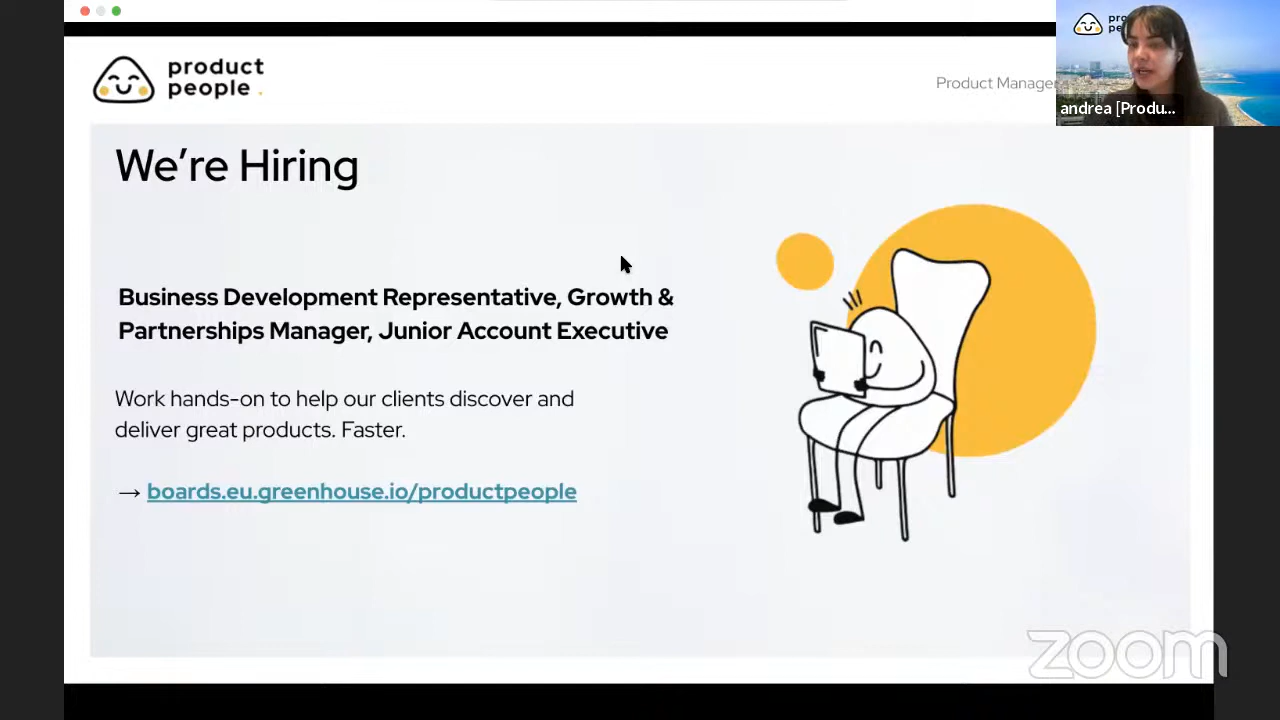 product
people.
Product Manager
andrea [Produ...
We're Hiring
Business Development Representative, Growth &
Partnerships Manager, Junior Account Executive
Work hands-on to help our clients discover and
deliver great products. Faster.
→ boards.eu.greenhouse.io/productpeople
zoom